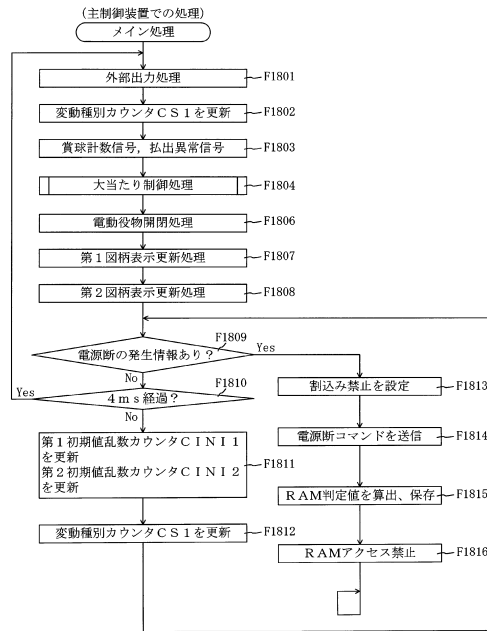 (主制御装置での処理)
メイン処理
外部出力処理
F1801
変動種別カウンタCS1を更新
F1802
賞球計数信号,払出異常信号
F1803
大当たり制御処理
F1804
電動役物開閉処理
F1806
第1図柄表示更新処理
F1807
第2図柄表示更新処理
F1808
F1809
電源断の発生情報あり?
Yes
No
F1810
Yes
4ms経過?
No
第1初期値乱数カウンタCINI1
を更新
第2初期値乱数カウンタCINI2
を更新
F1811
変動種別カウンタCS1を更新
F1812
割込み禁止を設定
F1813
電源断コマンドを送信
F1814
RAM判定値を算出、保存
F1815
RAMアクセス禁止
F1816